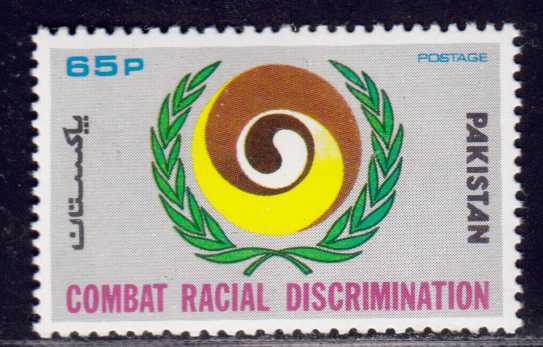 65P
POSTAGE
پاکستان
PAKISTAN
COMBAT RACIAL DISCRIMINATION